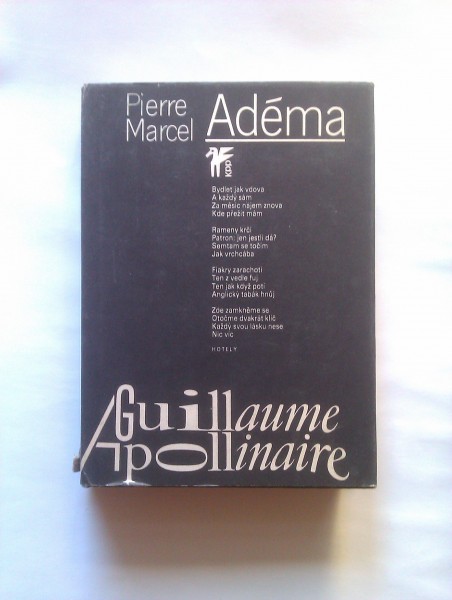 Pierre
Marcel Adéma
kpp
Bydlet jak vdova
A každý sám
Za měsíc nájem znova
Kde přežít mám
Rameny krčí
Patron: jen jestli dá?
Semtam se točím
Jak vrchcába
Fiakry zarachotí
Ten z vedle fuj
Ten jak když potí
Anglický tabák hnůj
Zde zamkněme se
Otočme dvakrát klíč
Každý svou lásku nese
Nic víc
HOTELY
Guillaume
Apollinaire